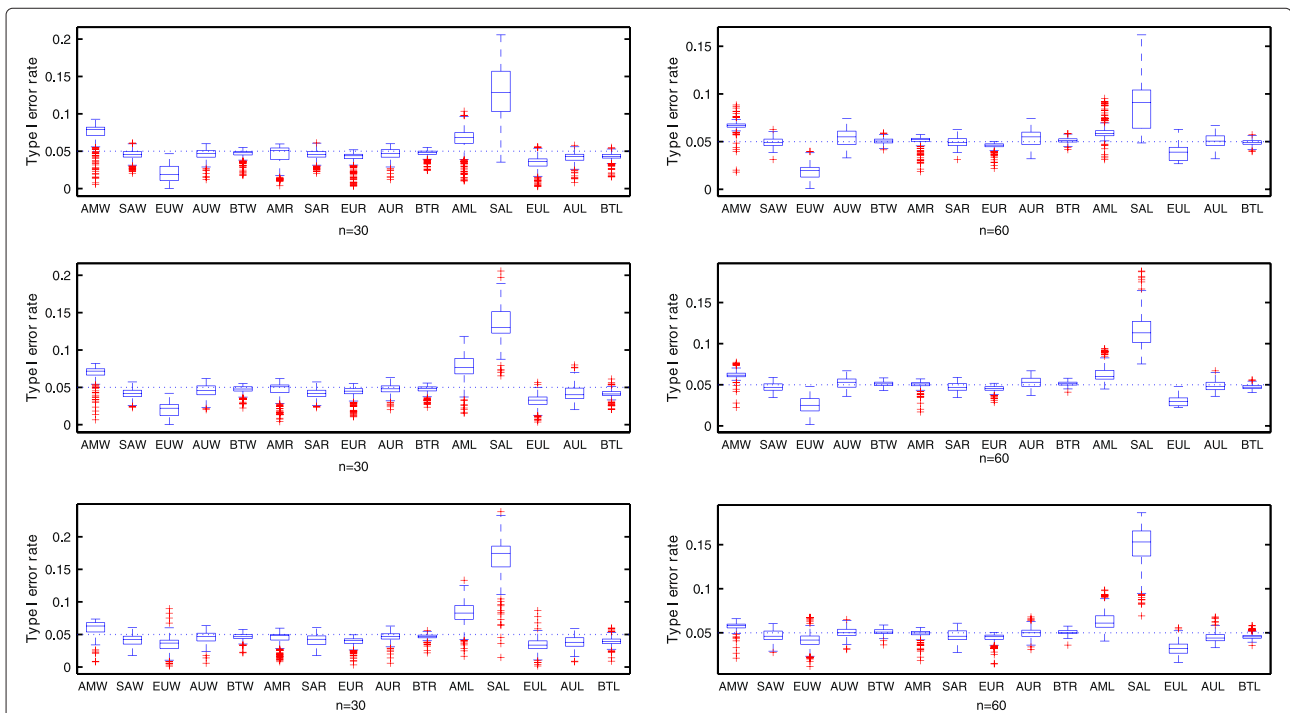 Type I error rate
0.2
0.15
0.1
0.05
0
AMW SAW EUW AUW BTW AMR SAR EUR AUR BTR AML SAL EUL AUL BTL
n=30
Type I error rate
0.15
0.1
0.05
0
AMW SAW EUW AUW BTW AMR SAR EUR AUR BTR AML SAL EUL AUL BTL
n=60
Type I error rate
0.2
0.15
0.1
0.05
0
AMW SAW EUW AUW BTW AMR SAR EUR AUR BTR AML SAL EUL AUL BTL
n=30
Type I error rate
0.15
0.1
0.05
0
AMW SAW EUW AUW BTW AMR SAR EUR AUR BTR AML SAL EUL AUL BTL
n=60
Type I error rate
0.2
0.15
0.1
0.05
0
AMW SAW EUW AUW BTW AMR SAR EUR AUR BTR AML SAL EUL AUL BTL
n=30
Type I error rate
0.15
0.1
0.05
AMW SAW EUW AUW BTW AMR SAR EUR AUR BTR AML SAL EUL AUL BTL
n=60